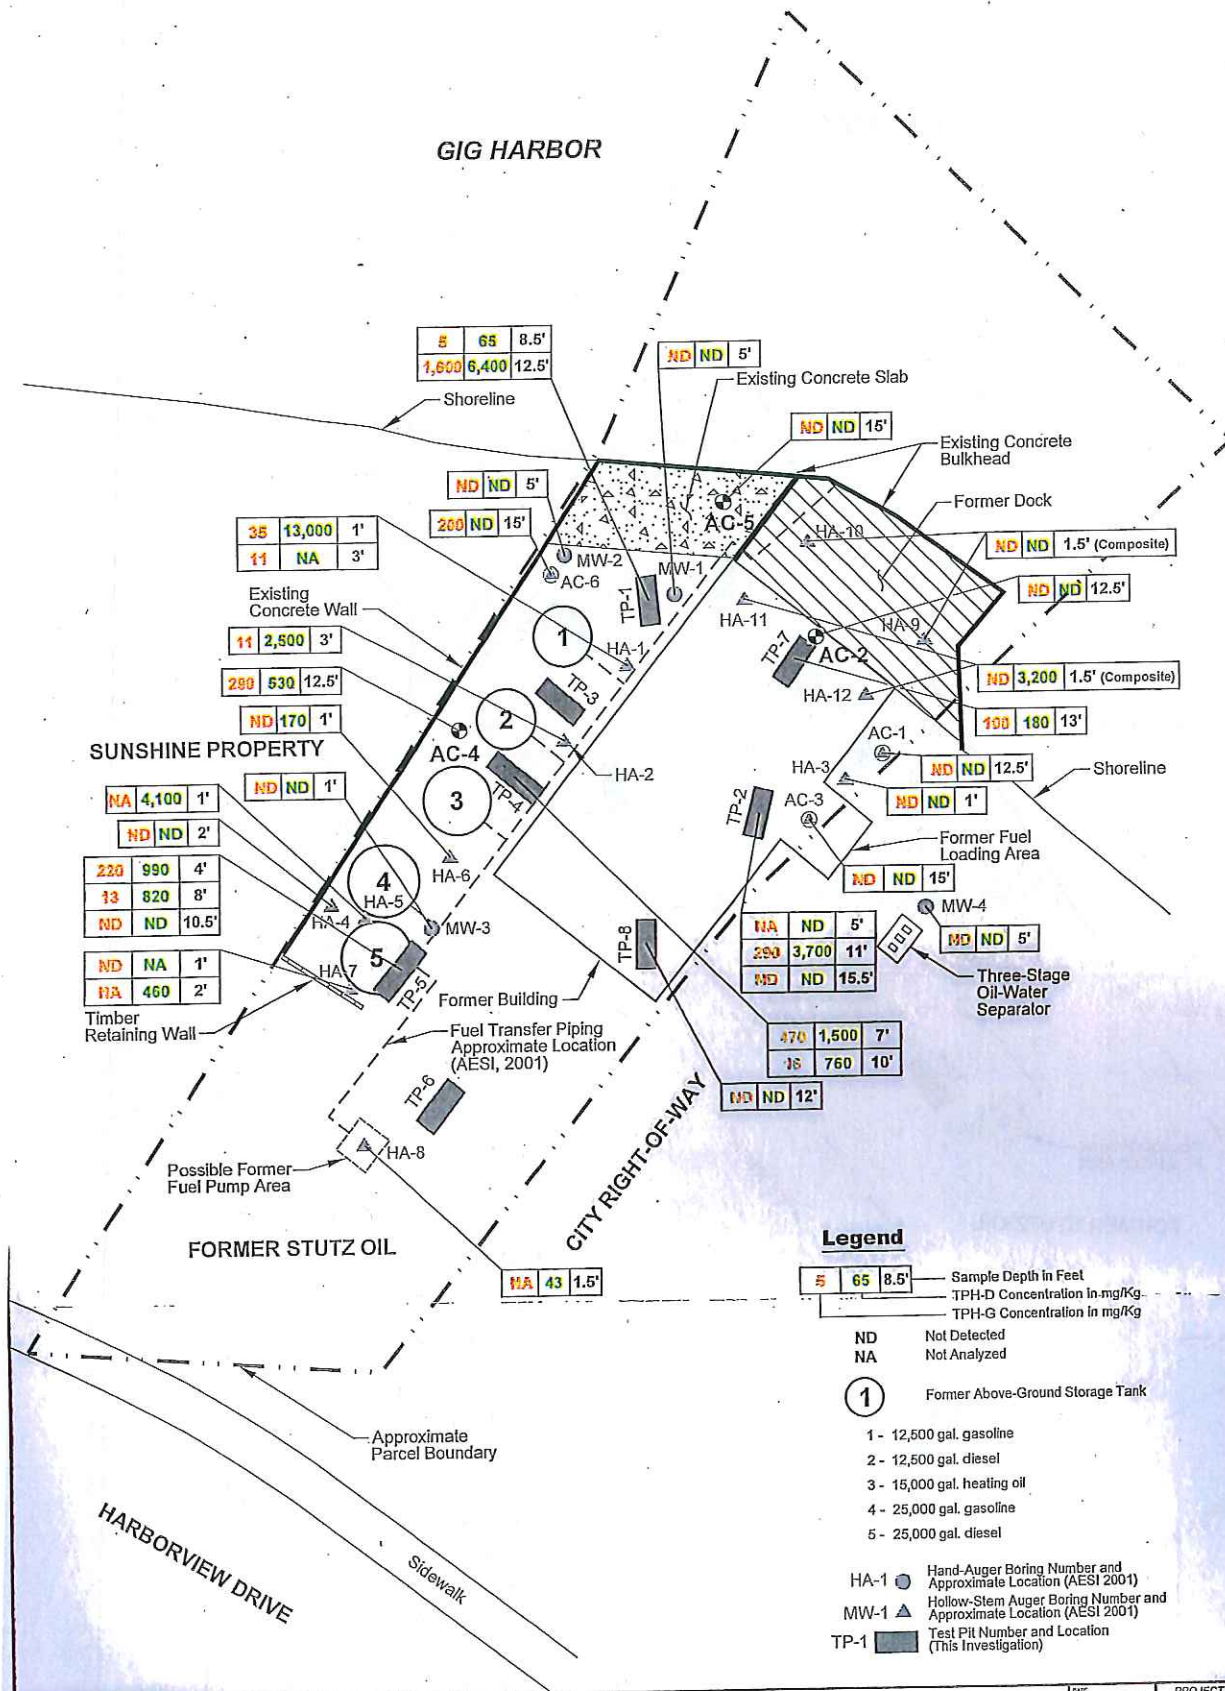 GIG HARBOR
5 65 8.5'
1,600 6,400 12.5'
ND ND 5'
Existing Concrete Slab
Shoreline
ND ND 15'
Existing Concrete
Bulkhead
ND ND 5'
Former Dock
200 ND 15'
AC-5
HA-10
35 13,000 1'
11 NA 3'
ND ND 1.5' (Composite)
MW-2
MW-1
AC-6
TP-1
ND ND 12.5'
Existing
Concrete Wall
HA-11
HA-9
1
TP-7
AC-2
11 2,500 3'
HA-1
ND 3,200 1.5' (Composite)
HA-12
290 530 12.5'
TP-3
100 180 13'
ND 170 1'
2
AC-1
SUNSHINE PROPERTY
AC-4
HA-2
HA-3
ND ND 12.5'
Shoreline
ND ND 1'
TP-4
NA 4,100 1'
3
TP-2
AC-3
ND ND 1'
ND ND 2'
Former Fuel
Loading Area
220 990 4'
13 820 8'
ND ND 10.5'
HA-6
4
HA-5
ND ND 15'
HA-4
MW-4
MW-3
NA ND 5'
290 3,700 11'
ND ND 15.5'
TP-8
ND ND 5'
5
ND NA 1'
NA 460 2'
HA-7
TP-5
Three-Stage
Oil-Water
Separator
Timber
Retaining Wall
Former Building
Fuel Transfer Piping
Approximate Location
(AESI, 2001)
470 1,500 7'
16 760 10'
ND ND 12'
TP-6
HA-8
Possible Former
Fuel Pump Area
CITY RIGHT-OF-WAY
FORMER STUTZ OIL
NA 43 1.5'
Legend
5 65 8.5' Sample Depth in Feet
TPH-D Concentration in mg/Kg
TPH-G Concentration in mg/Kg
ND Not Detected
NA Not Analyzed
1 Former Above-Ground Storage Tank
1 - 12,500 gal. gasoline
2 - 12,500 gal. diesel
3 - 15,000 gal. heating oil
4 - 25,000 gal. gasoline
5 - 25,000 gal. diesel
Approximate
Parcel Boundary
HARBORVIEW DRIVE
Sidewalk
HA-1 Hand-Auger Boring Number and
Approximate Location (AESI 2001)
MW-1 Hollow-Stem Auger Boring Number and
Approximate Location (AESI 2001)
TP-1 Test Pit Number and Location
(This Investigation)